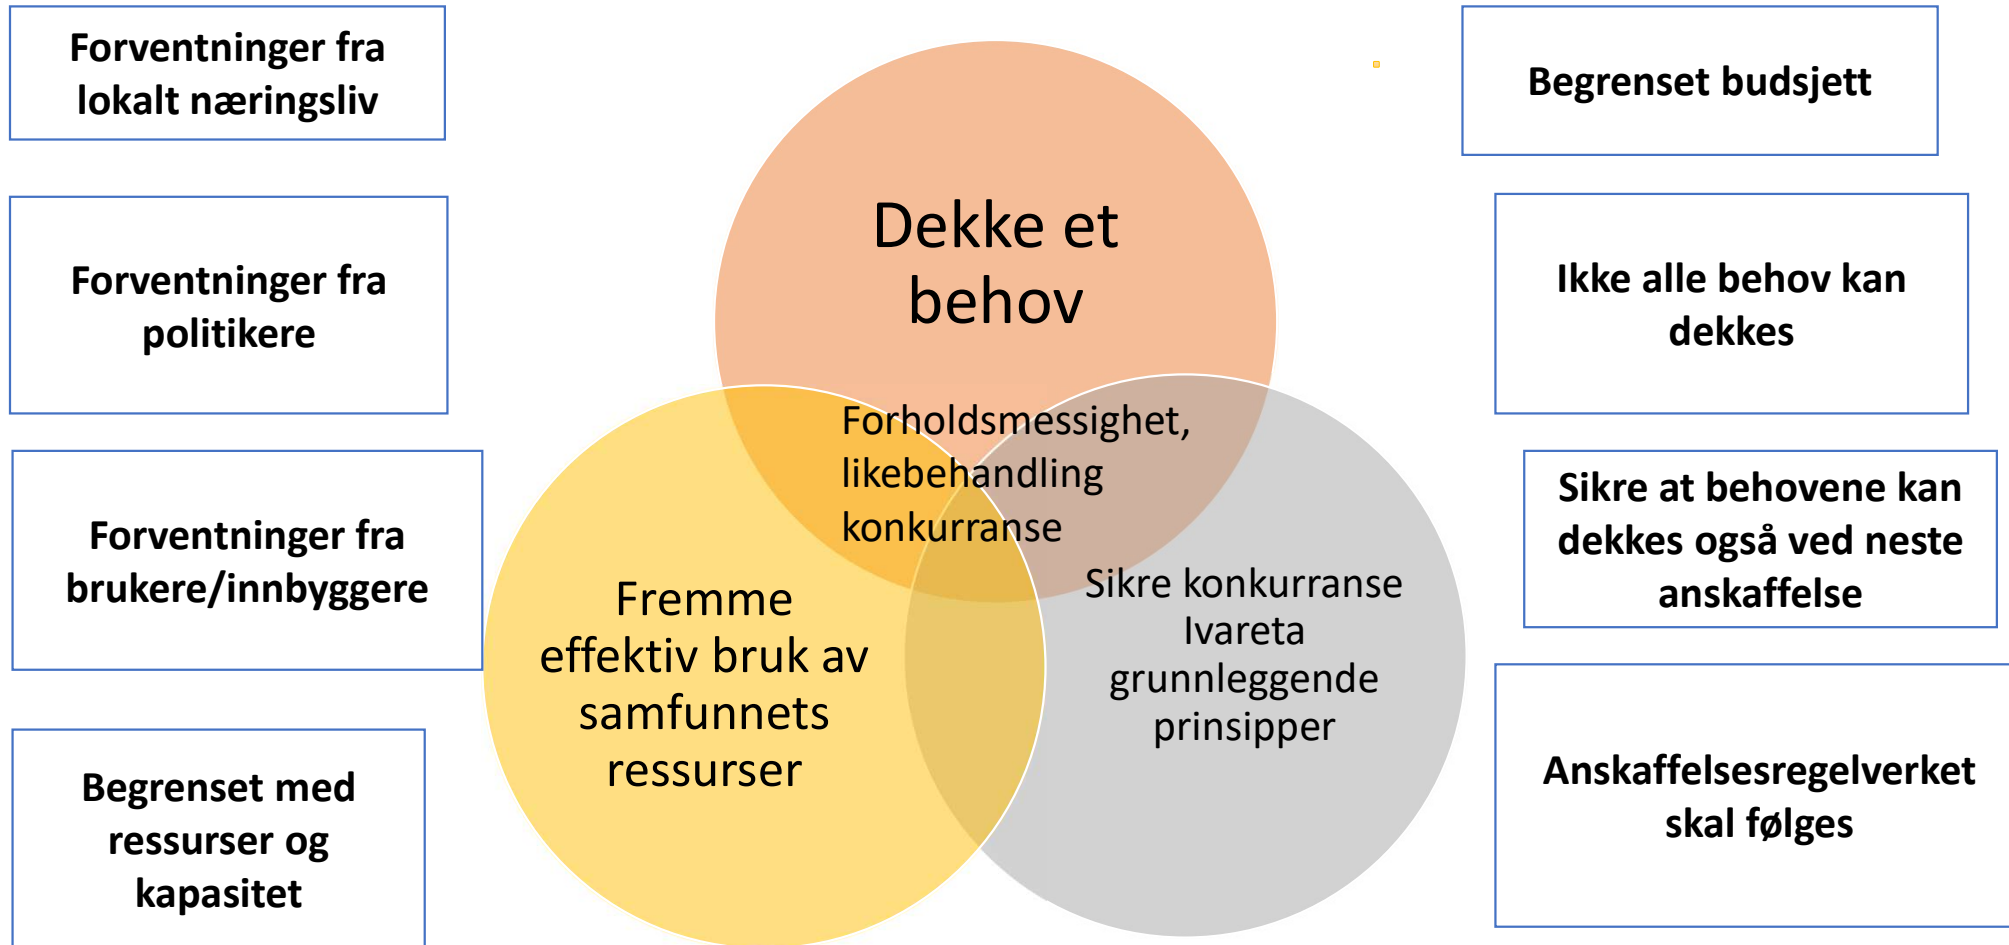 Forventninger fra
lokalt næringsliv
Forventninger fra
politikere
Forventninger fra
brukere/innbyggere
Begrenset med
ressurser og
kapasitet
Dekke et
behov
Forholdsmessighet,
likebehandling
konkurranse
Fremme
effektiv bruk av
samfunnets
ressurser
Sikre konkurranse
Ivareta
grunnleggende
prinsipper
Begrenset budsjett
Ikke alle behov kan
dekkes
Sikre at behovene kan
dekkes også ved neste
anskaffelse
Anskaffelsesregelverket
skal følges